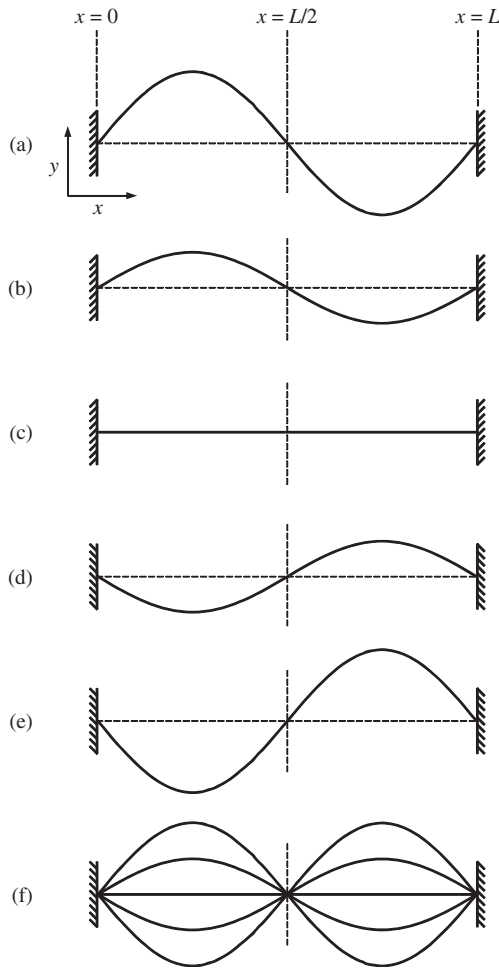 x = 0 x = L/2 x = L
(a)
y
x
(b)
(c)
(d)
(e)
(f)